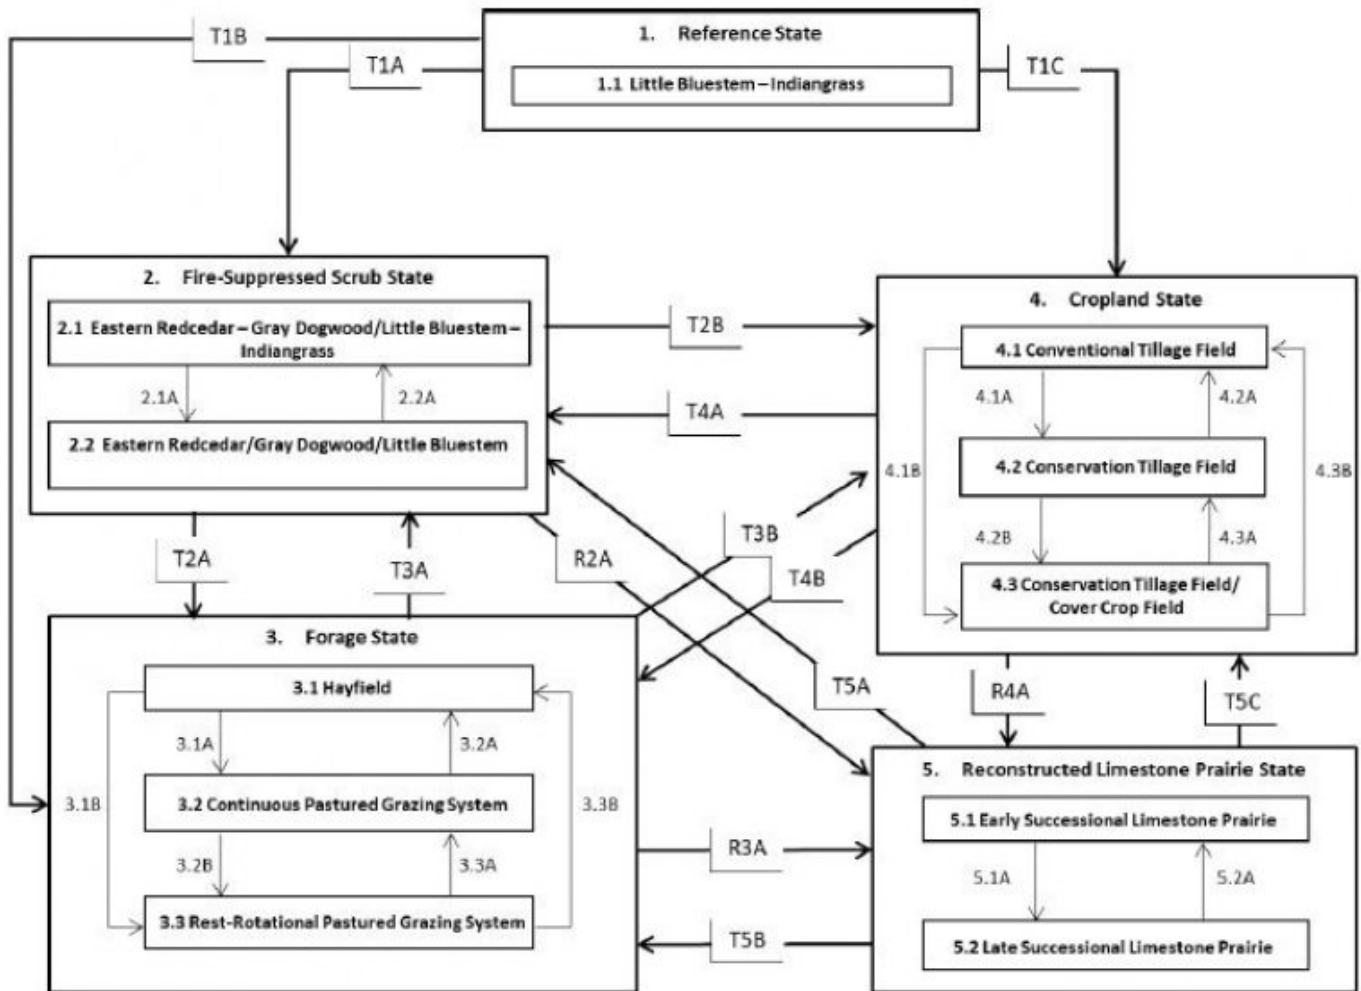 T1B
1. Reference State
T1A
T1C
1.1 Little Bluestem – Indiangrass
2. Fire-Suppressed Scrub State
2.1 Eastern Redcedar – Gray Dogwood/Little Bluestem –
Indiangrass
2.1A
2.2A
2.2 Eastern Redcedar/Gray Dogwood/Little Bluestem
T2B
T4A
4. Cropland State
4.1 Conventional Tillage Field
4.1A
4.2A
4.1B
4.2 Conservation Tillage Field
4.3B
4.2B
4.3A
4.3 Conservation Tillage Field/
Cover Crop Field
T2A
T3A
R2A
T3B
T4B
T5A
R4A
T5C
3. Forage State
3.1 Hayfield
3.1A
3.2A
3.1B
3.2 Continuous Pastured Grazing System
3.3B
3.2B
3.3A
3.3 Rest-Rotational Pastured Grazing System
R3A
T5B
5. Reconstructed Limestone Prairie State
5.1 Early Successional Limestone Prairie
5.1A
5.2A
5.2 Late Successional Limestone Prairie